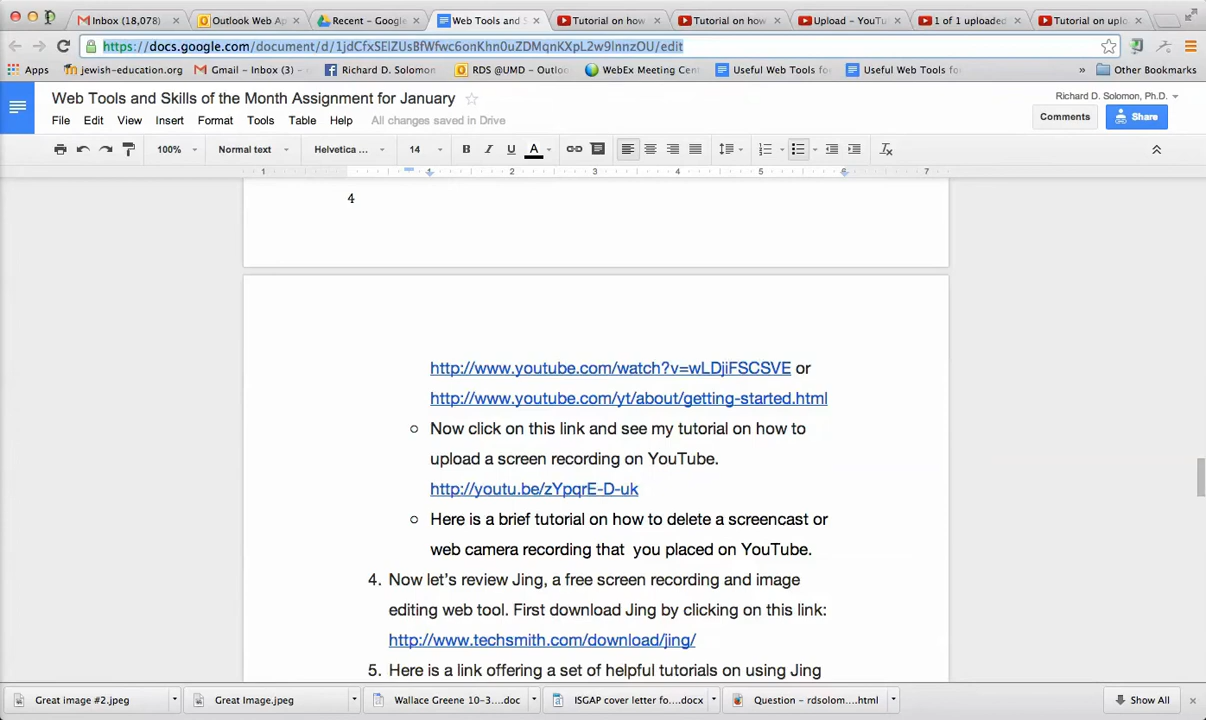 Inbox (18,078)
Outlook Web Ap
Recent - Google
Web Tools and S
Tutorial on how
Tutorial on how
Upload - YouTu
1 of 1 uploaded
Tutorial on uplo
https://docs.google.com/document/d/1jdCfxSEIZUsBfWfwc6onKhn0uZDMqnKXpL2w9lnnzOU/edit
Apps
jewish-education.org
Gmail - Inbox (3) -
Richard D. Solomon
RDS @UMD - Outlo
WebEx Meeting Cent
Useful Web Tools fo
Useful Web Tools for
»
Other Bookmarks
Web Tools and Skills of the Month Assignment for January
Richard D. Solomon, Ph.D.
File Edit View Insert Format Tools Table Help All changes saved in Drive
Comments
Share
100% Normal text Helvetica ... 14 B I U A
1 1 2 3 4 5 6 7
4
http://www.youtube.com/watch?v=wLDjiFSCSVE or
http://www.youtube.com/yt/about/getting-started.html
Now click on this link and see my tutorial on how to
upload a screen recording on YouTube.
http://youtu.be/zYpqrE-D-uk
Here is a brief tutorial on how to delete a screencast or
web camera recording that you placed on YouTube.
4. Now let's review Jing, a free screen recording and image
editing web tool. First download Jing by clicking on this link:
http://www.techsmith.com/download/jing/
5. Here is a link offering a set of helpful tutorials on using Jing
Great image #2.jpeg
Great Image.jpeg
Wallace Greene 10-3....doc
ISGAP cover letter fo....docx
Question - rdsolom....html
Show All